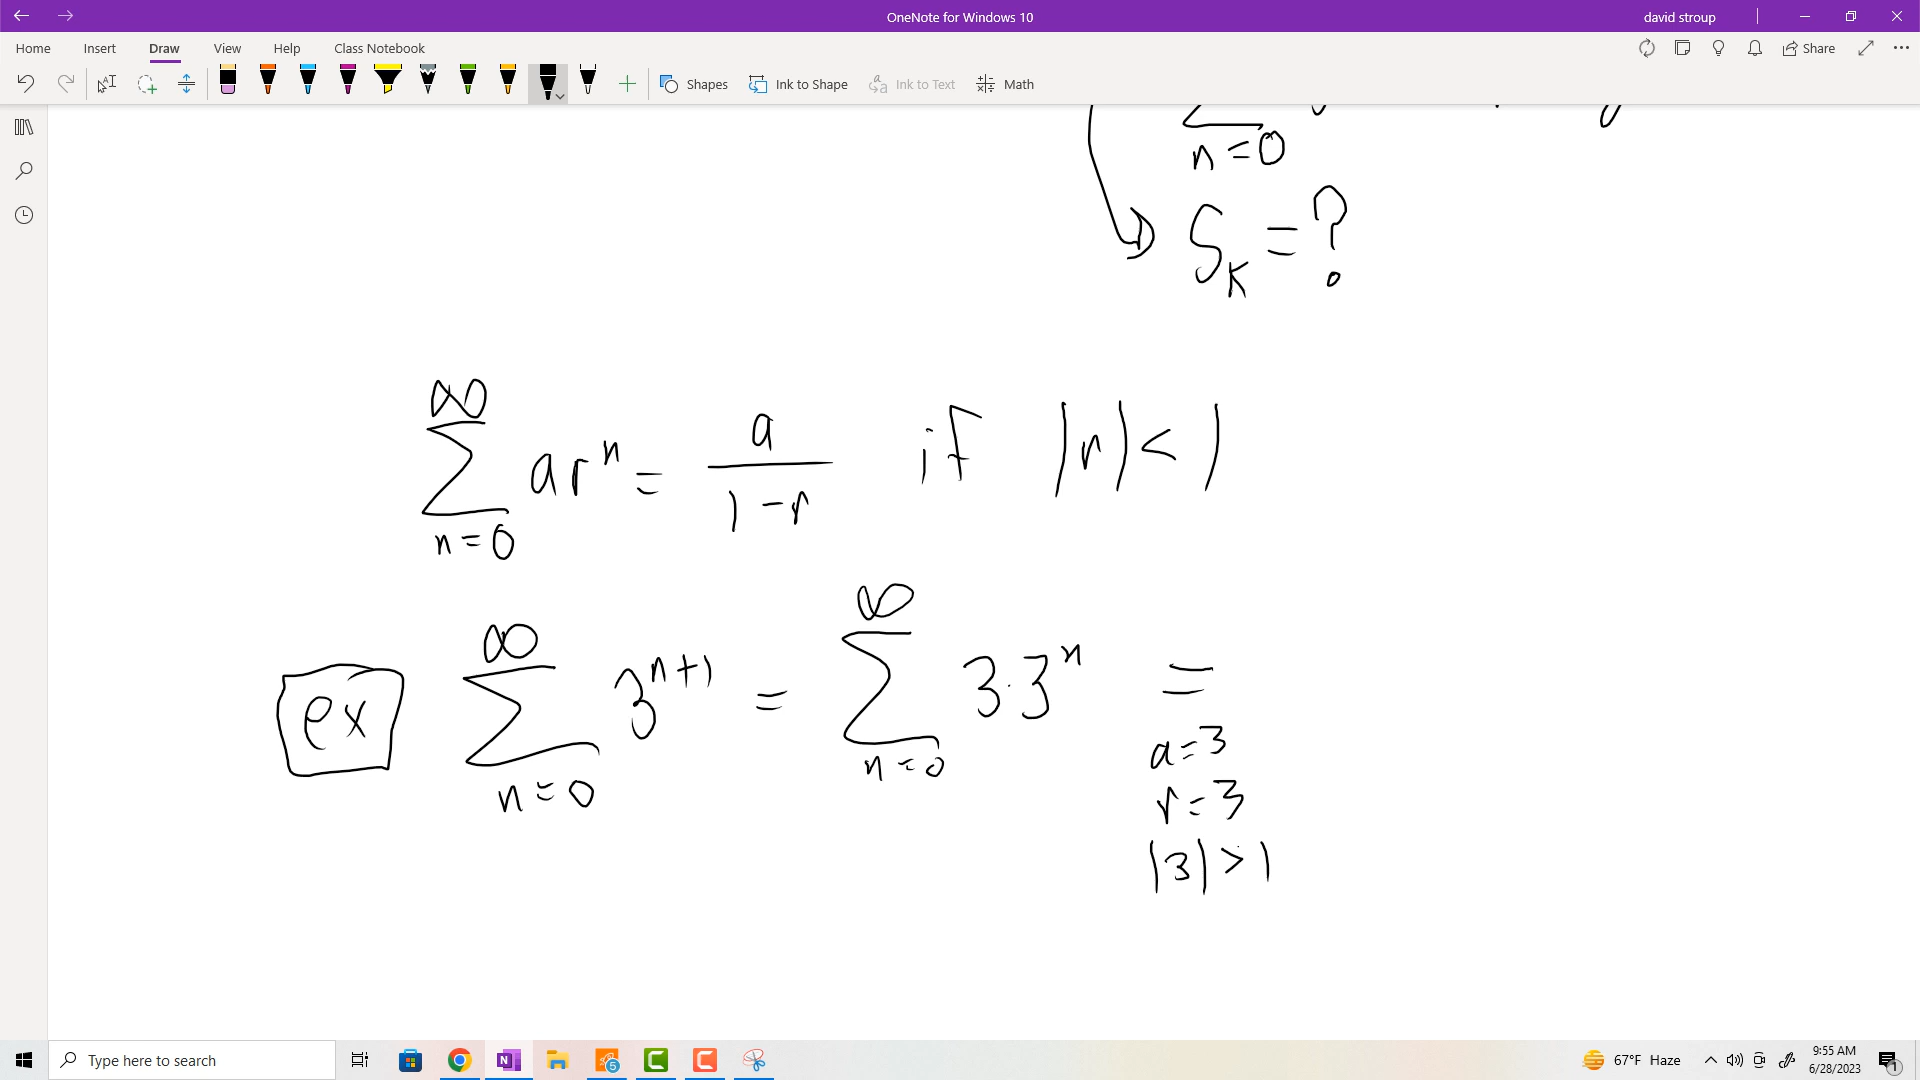 OneNote for Windows 10
david stroup
Home Insert Draw View Help Class Notebook
Share
Shapes Ink to Shape Ink to Text Math
n=0
S_K = ?
∞
∑ ar^n = a/(1-r) if |r| < 1
n=0
ex ∑_{n=0}^{∞} 3^{n+1} = ∑_{n=0}^{∞} 3·3^n =
a=3
r=3
|3| > 1
Type here to search
5
67°F Haze
9:55 AM
6/28/2023
1